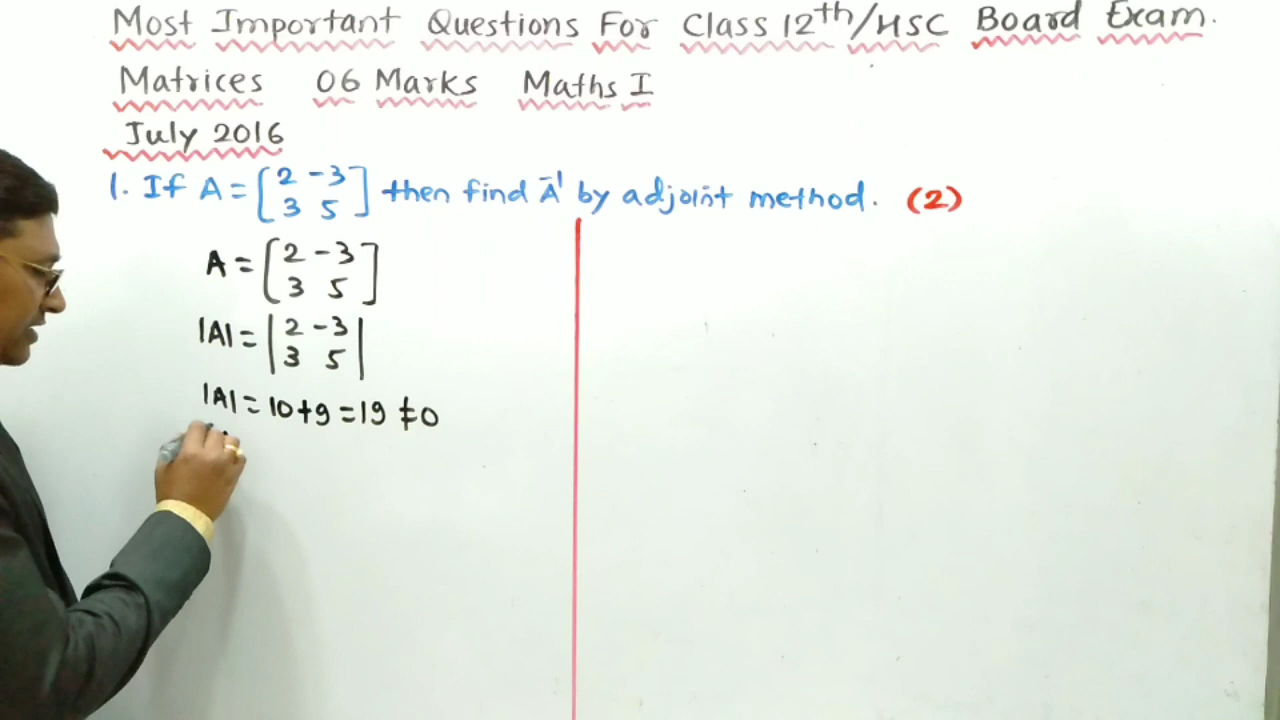 Most Important Questions For Class 12th/HSC Board Exam.
Matrices 06 Marks Maths I
July 2016
1. If A = [2 -3
3 5] then find A⁻¹ by adjoint method. (2)
A = [2 -3
3 5]
|A| = |2 -3
3 5|
|A| = 10+9 = 19 ≠ 0